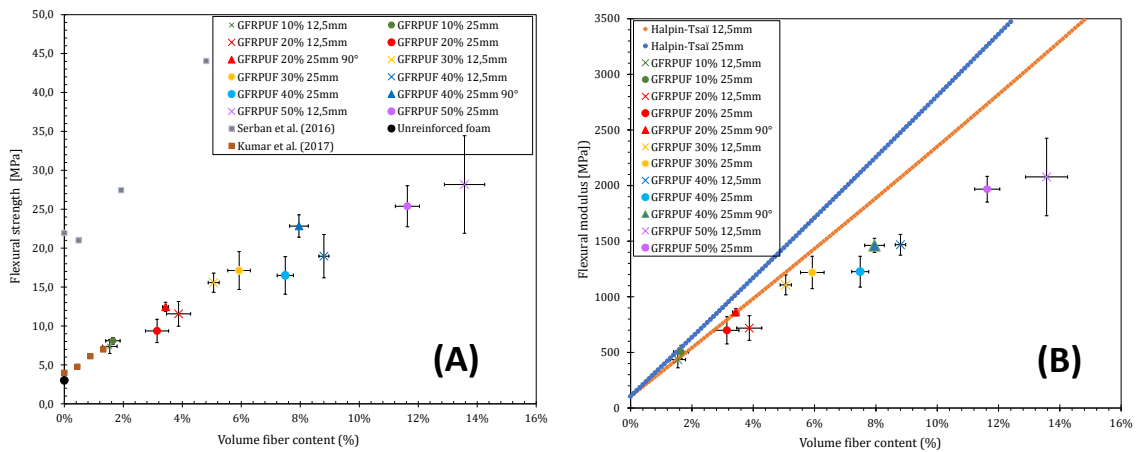 50,0
45,0
40,0
35,0
30,0
25,0
20,0
15,0
10,0
5,0
0,0
Flexural strength [MPa]
GFRPUF 10% 12,5mm
GFRPUF 10% 25mm
GFRPUF 20% 12,5mm
GFRPUF 20% 25mm
GFRPUF 20% 25mm 90°
GFRPUF 30% 12,5mm
GFRPUF 30% 25mm
GFRPUF 40% 12,5mm
GFRPUF 40% 25mm
GFRPUF 40% 25mm 90°
GFRPUF 50% 12,5mm
GFRPUF 50% 25mm
Serban et al. (2016)
Unreinforced foam
Kumar et al. (2017)
(A)
0% 2% 4% 6% 8% 10% 12% 14% 16%
Volume fiber content (%)
3500
3000
2500
2000
1500
1000
500
0
Flexural modulus [MPa])
Halpin-Tsaï 12,5mm
Halpin-Tsaï 25mm
GFRPUF 10% 12,5mm
GFRPUF 10% 25mm
GFRPUF 20% 12,5mm
GFRPUF 20% 25mm
GFRPUF 20% 25mm 90°
GFRPUF 30% 12,5mm
GFRPUF 30% 25mm
GFRPUF 40% 12,5mm
GFRPUF 40% 25mm
GFRPUF 40% 25mm 90°
GFRPUF 50% 12,5mm
GFRPUF 50% 25mm
(B)
0% 2% 4% 6% 8% 10% 12% 14% 16%
Volume fiber content (%)